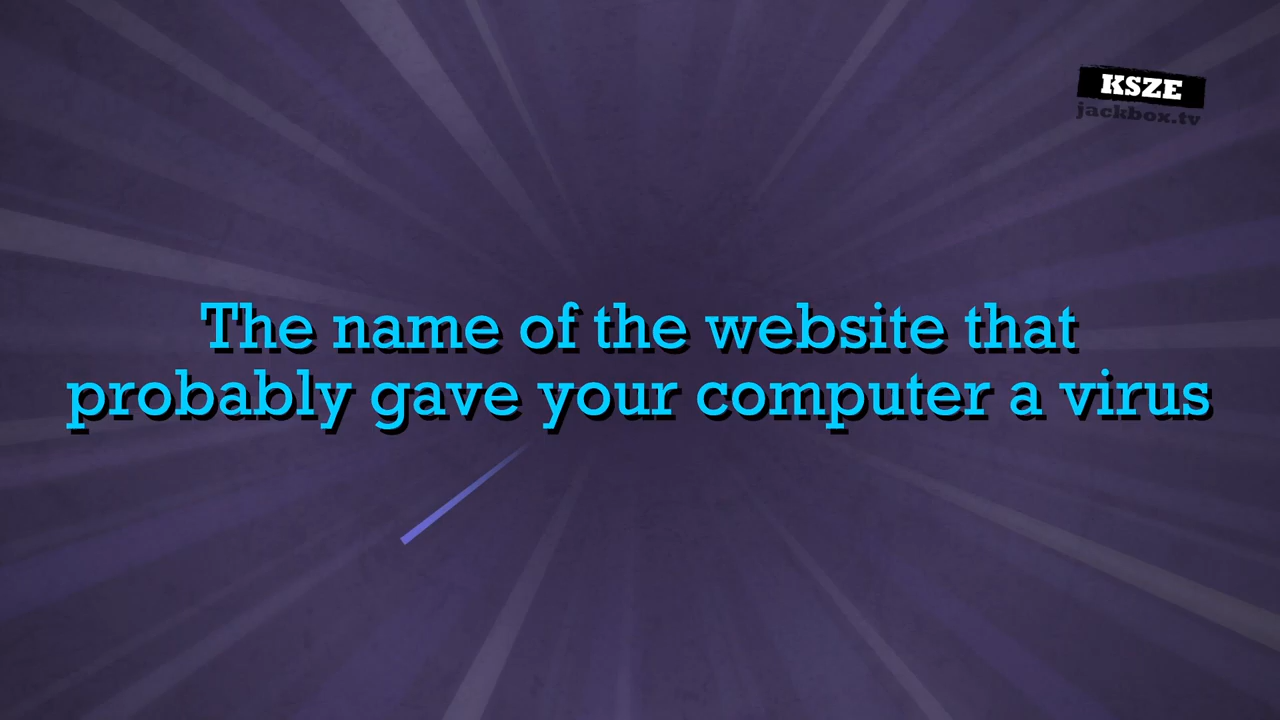 KSZE
jackbox.tv
The name of the website that
probably gave your computer a virus